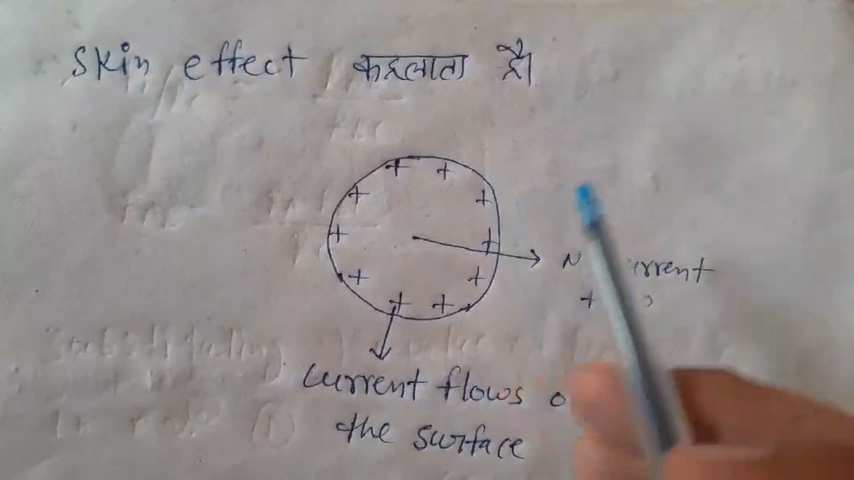 Skin effect कहलाता है।
current flows
the surface